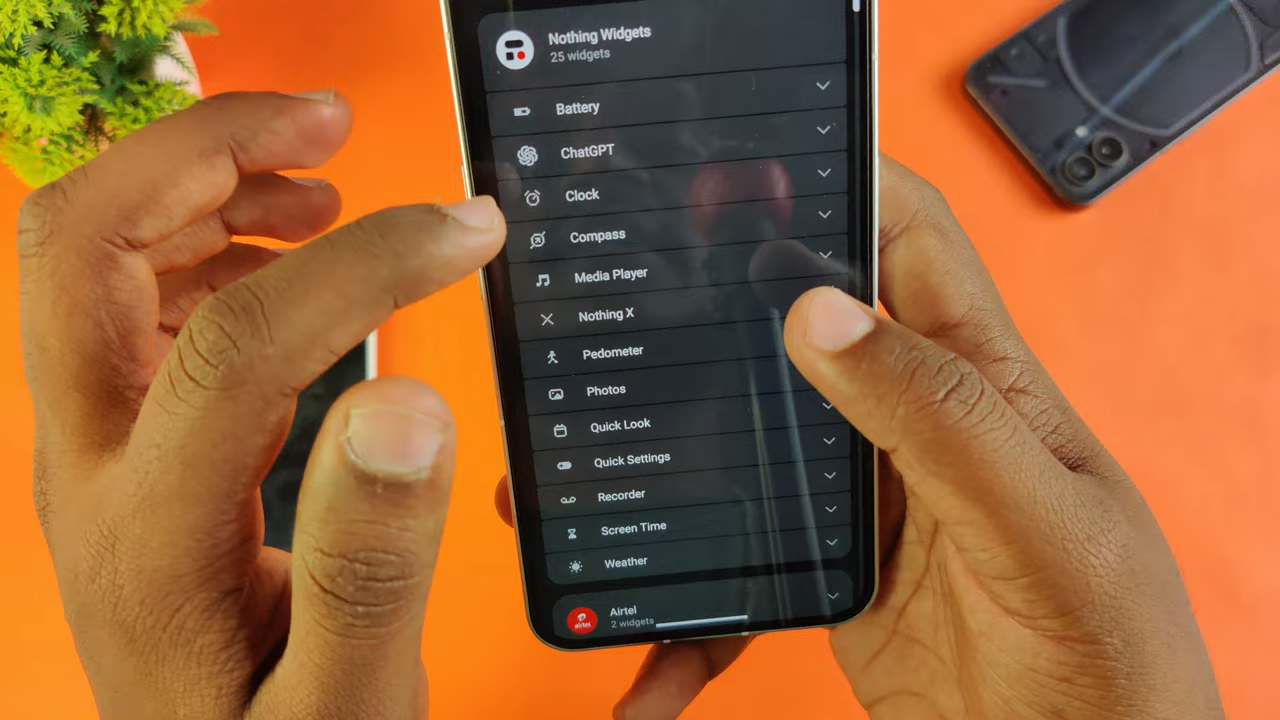 Nothing Widgets
25 widgets
Battery
ChatGPT
Clock
Compass
Media Player
Nothing X
Pedometer
Photos
Quick Look
Quick Settings
Recorder
Screen Time
Weather
airtel
Airtel
2 widgets